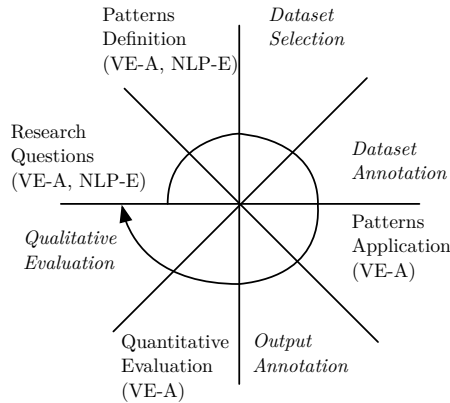 Patterns
Definition
(VE-A, NLP-E)
Dataset
Selection
Research
Questions
(VE-A, NLP-E)
Dataset
Annotation
Patterns
Application
(VE-A)
Qualitative
Evaluation
Quantitative
Evaluation
(VE-A)
Output
Annotation